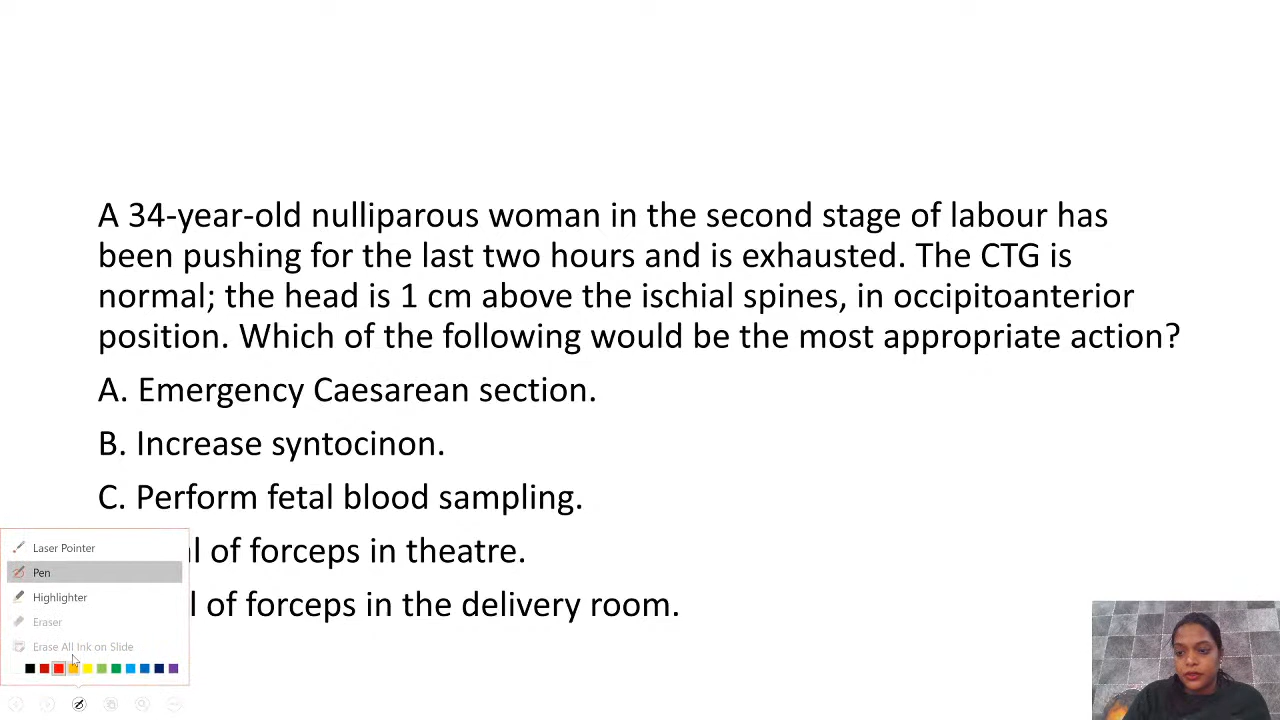 A 34-year-old nulliparous woman in the second stage of labour has
been pushing for the last two hours and is exhausted. The CTG is
normal; the head is 1 cm above the ischial spines, in occipitoanterior
position. Which of the following would be the most appropriate action?
A. Emergency Caesarean section.
B. Increase syntocinon.
C. Perform fetal blood sampling.
of forceps in theatre.
of forceps in the delivery room.
Laser Pointer
Pen
Highlighter
Eraser
Erase All Ink on Slide